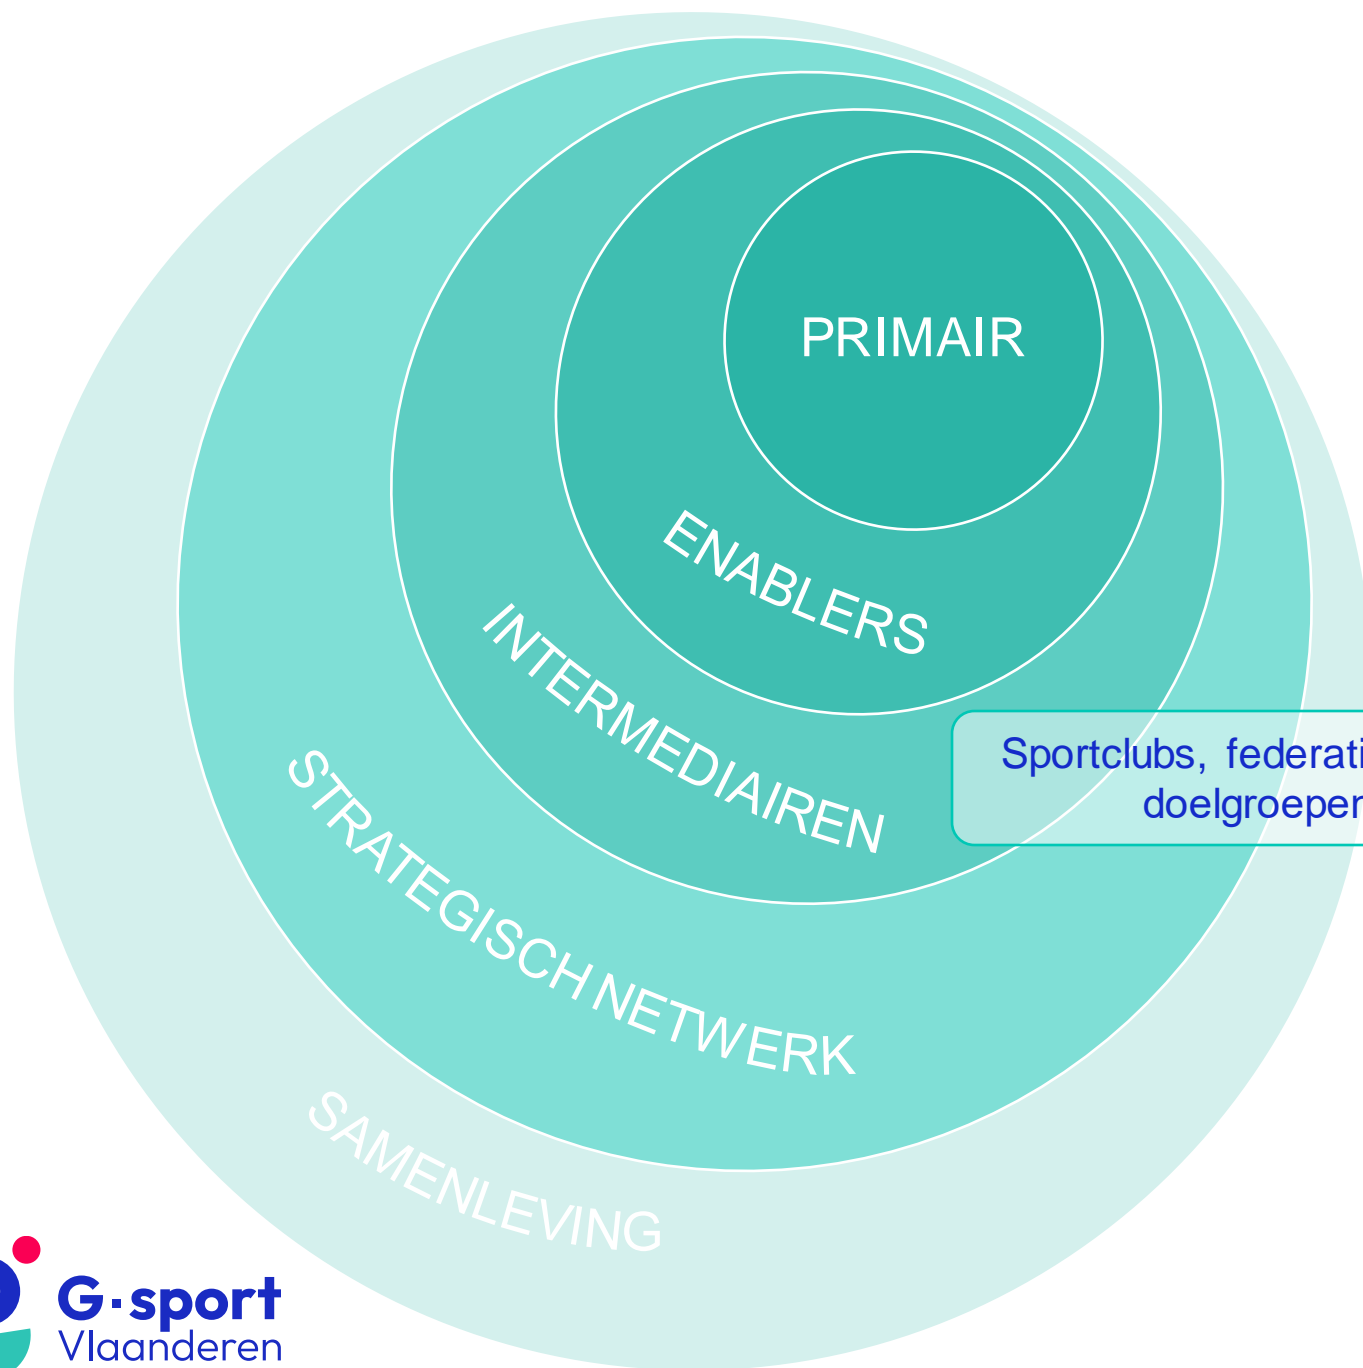 PRIMAIR
ENABLERS
INTERMEDIAIREN
Sportclubs, federati
doelgroepen
STRATEGISCH NETWERK
SAMENLEVING
G-sport
Vlaanderen